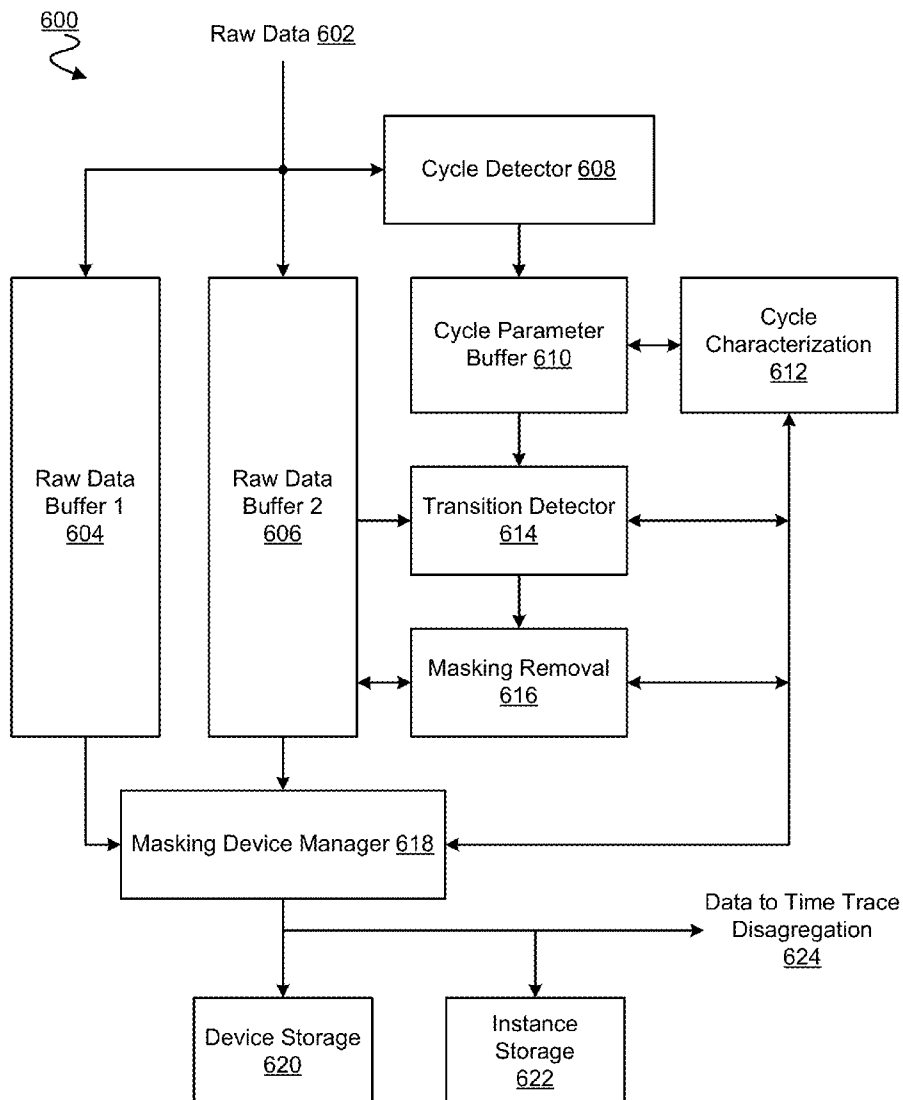 600
Raw Data 602
Cycle Detector 608
Raw Data
Buffer 1
604
Raw Data
Buffer 2
606
Cycle Parameter
Buffer 610
Cycle
Characterization
612
Transition Detector
614
Masking Removal
616
Masking Device Manager 618
Data to Time Trace
Disagregation
624
Device Storage
620
Instance
Storage
622